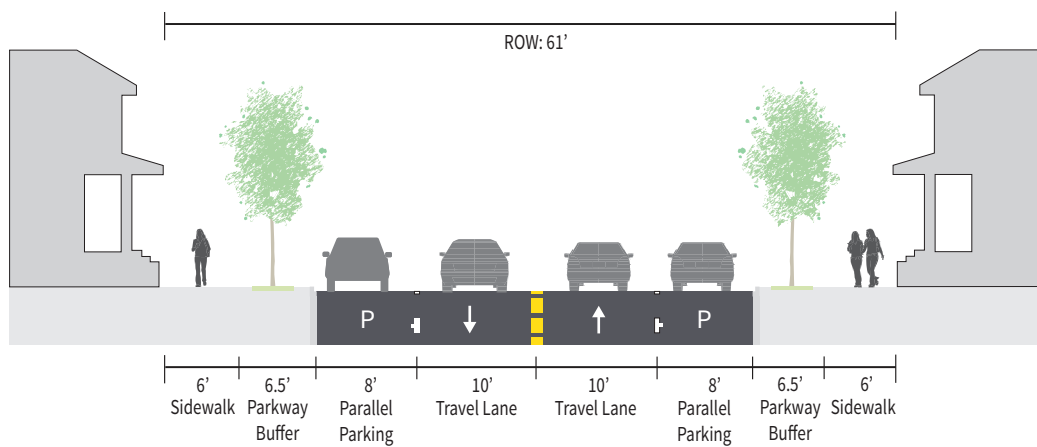 ROW: 61’
P
P
6’ 6.5’ 8’ 10’ 10’ 8’ 6.5’ 6’
Sidewalk Parkway Parallel Travel Lane Travel Lane Parallel Parkway Sidewalk
Buffer Parking Parking Buffer